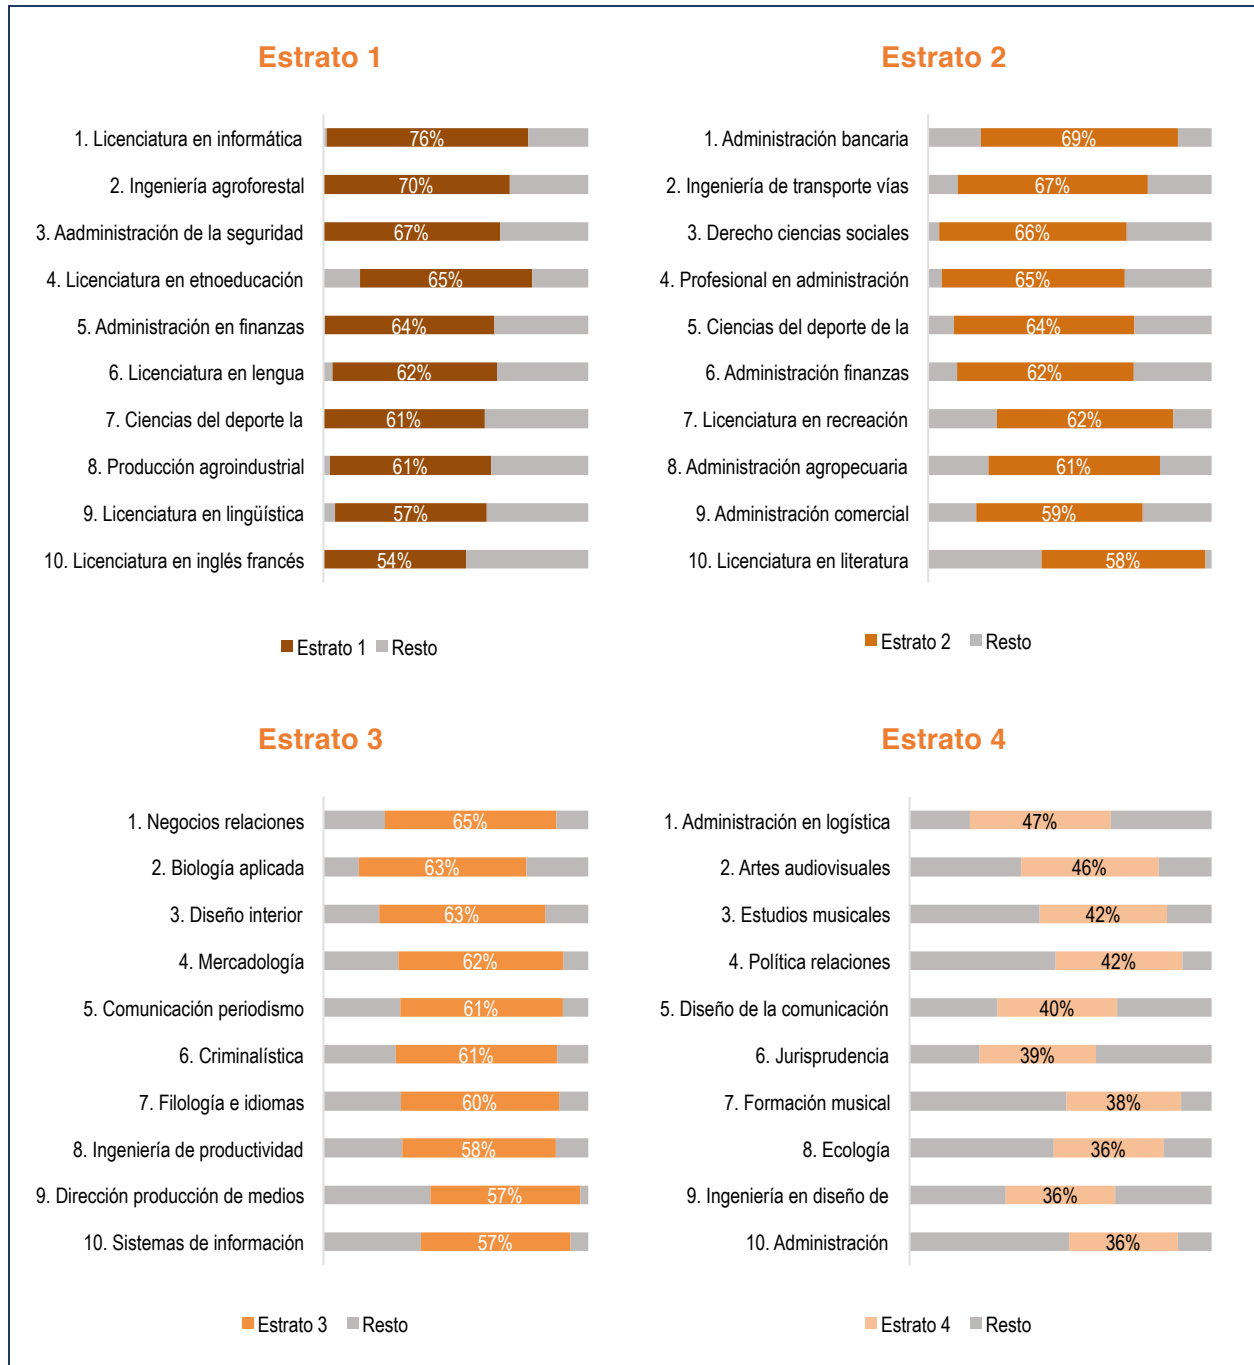 Estrato 1
1. Licenciatura en informática 76%
2. Ingeniería agroforestal 70%
3. Aadministración de la seguridad 67%
4. Licenciatura en etnoeducación 65%
5. Administración en finanzas 64%
6. Licenciatura en lengua 62%
7. Ciencias del deporte la 61%
8. Producción agroindustrial 61%
9. Licenciatura en lingüística 57%
10. Licenciatura en inglés francés 54%
Estrato 1 Resto
Estrato 2
1. Administración bancaria 69%
2. Ingeniería de transporte vías 67%
3. Derecho ciencias sociales 66%
4. Profesional en administración 65%
5. Ciencias del deporte de la 64%
6. Administración finanzas 62%
7. Licenciatura en recreación 62%
8. Administración agropecuaria 61%
9. Administración comercial 59%
10. Licenciatura en literatura 58%
Estrato 2 Resto
Estrato 3
1. Negocios relaciones 65%
2. Biología aplicada 63%
3. Diseño interior 63%
4. Mercadología 62%
5. Comunicación periodismo 61%
6. Criminalística 61%
7. Filología e idiomas 60%
8. Ingeniería de productividad 58%
9. Dirección producción de medios 57%
10. Sistemas de información 57%
Estrato 3 Resto
Estrato 4
1. Administración en logística 47%
2. Artes audiovisuales 46%
3. Estudios musicales 42%
4. Política relaciones 42%
5. Diseño de la comunicación 40%
6. Jurisprudencia 39%
7. Formación musical 38%
8. Ecología 36%
9. Ingeniería en diseño de 36%
10. Administración 36%
Estrato 4 Resto